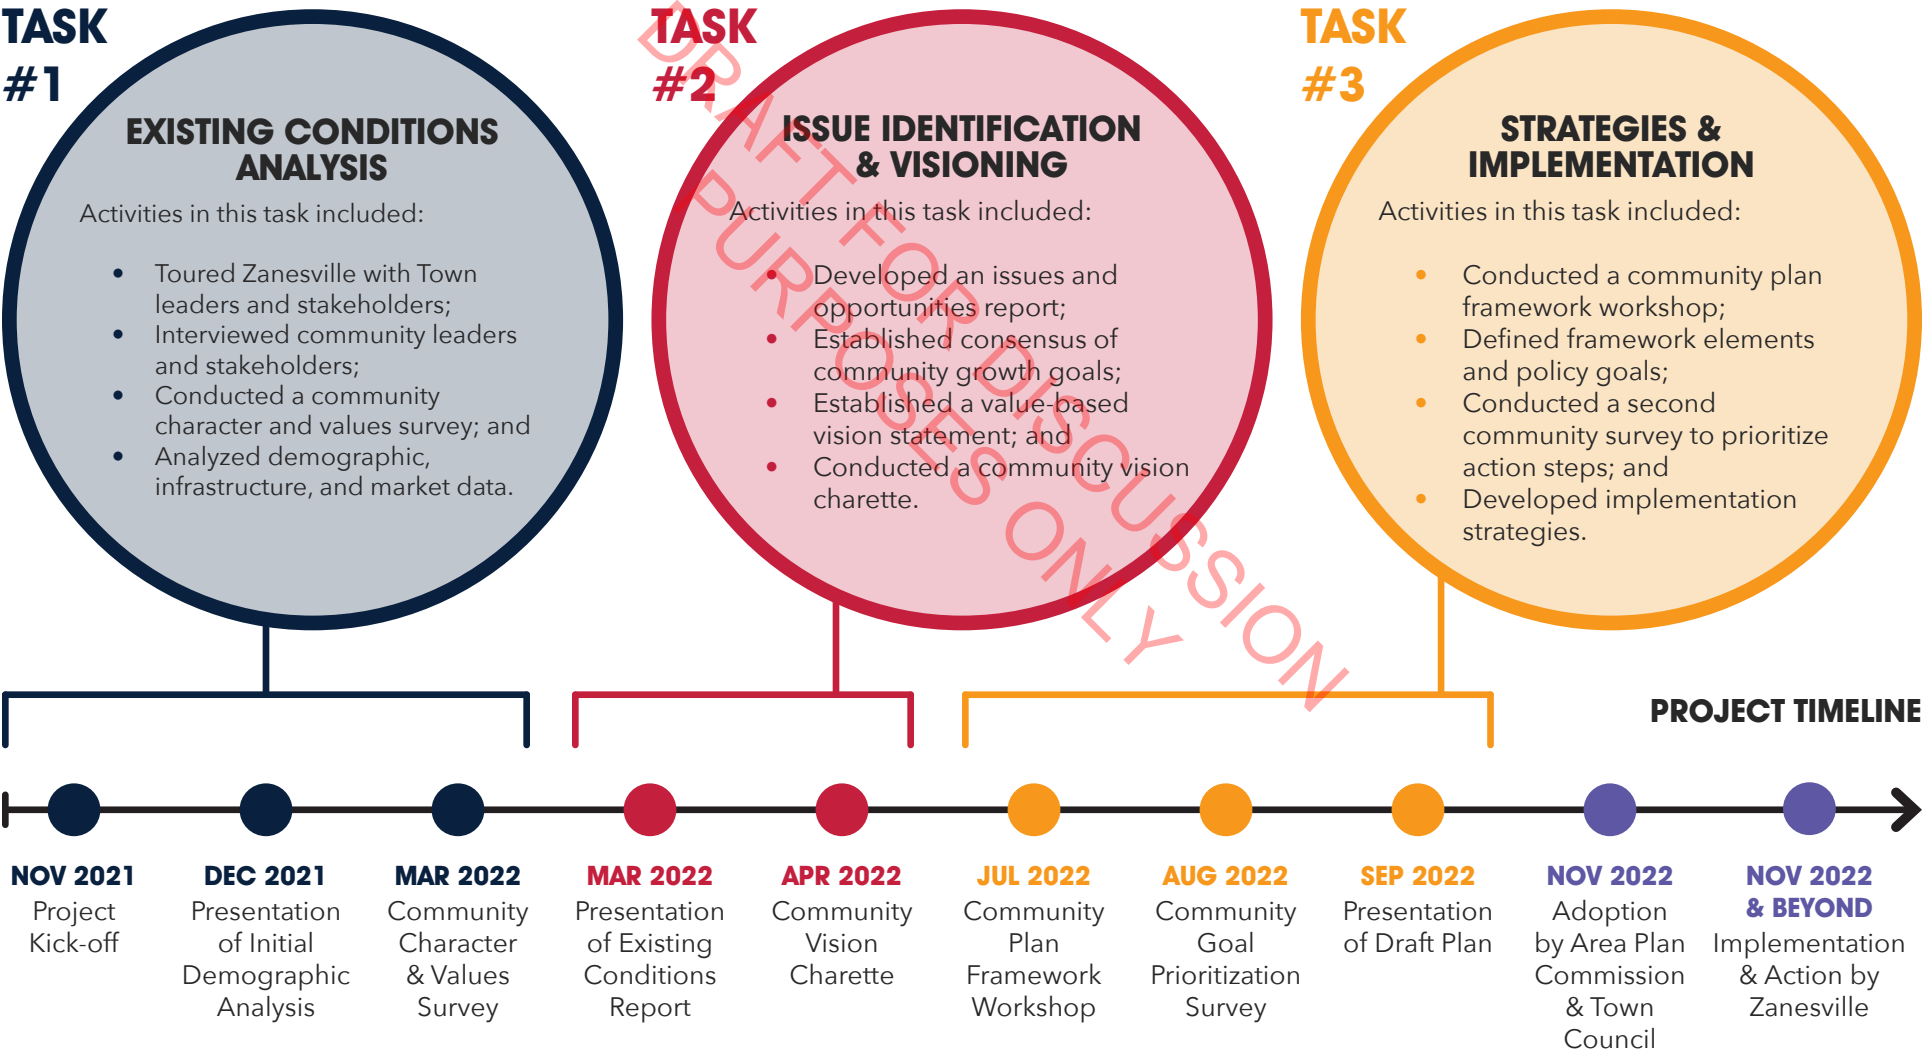 TASK
#1
EXISTING CONDITIONS
ANALYSIS
Activities in this task included:
• Toured Zanesville with Town
leaders and stakeholders;
• Interviewed community leaders
and stakeholders;
• Conducted a community
character and values survey; and
• Analyzed demographic,
infrastructure, and market data.
TASK
#2
ISSUE IDENTIFICATION
& VISIONING
Activities in this task included:
• Developed an issues and
opportunities report;
• Established consensus of
community growth goals;
• Established a value-based
vision statement; and
• Conducted a community vision
charette.
TASK
#3
STRATEGIES &
IMPLEMENTATION
Activities in this task included:
• Conducted a community plan
framework workshop;
• Defined framework elements
and policy goals;
• Conducted a second
community survey to prioritize
action steps; and
• Developed implementation
strategies.
DRAFT FOR DISCUSSION
PURPOSES ONLY
PROJECT TIMELINE
NOV 2021
Project
Kick-off
DEC 2021
Presentation
of Initial
Demographic
Analysis
MAR 2022
Community
Character
& Values
Survey
MAR 2022
Presentation
of Existing
Conditions
Report
APR 2022
Community
Vision
Charette
JUL 2022
Community
Plan
Framework
Workshop
AUG 2022
Community
Goal
Prioritization
Survey
SEP 2022
Presentation
of Draft Plan
NOV 2022
Adoption
by Area Plan
Commission
& Town
Council
NOV 2022
& BEYOND
Implementation
& Action by
Zanesville